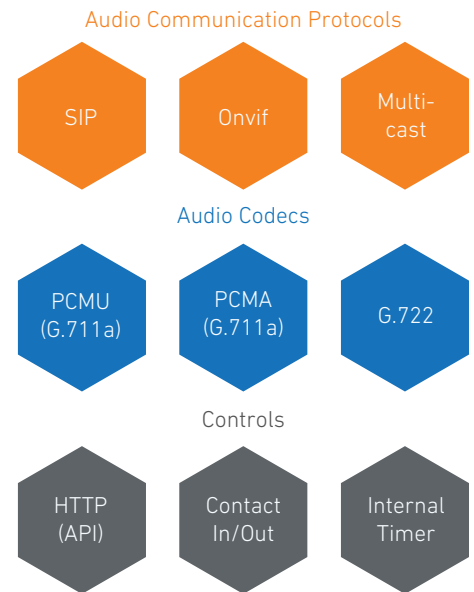 Audio Communication Protocols
SIP
Onvif
Multi-
cast
Audio Codecs
PCMU
(G.711a)
PCMA
(G.711a)
G.722
Controls
HTTP
(API)
Contact
In/Out
Internal
Timer